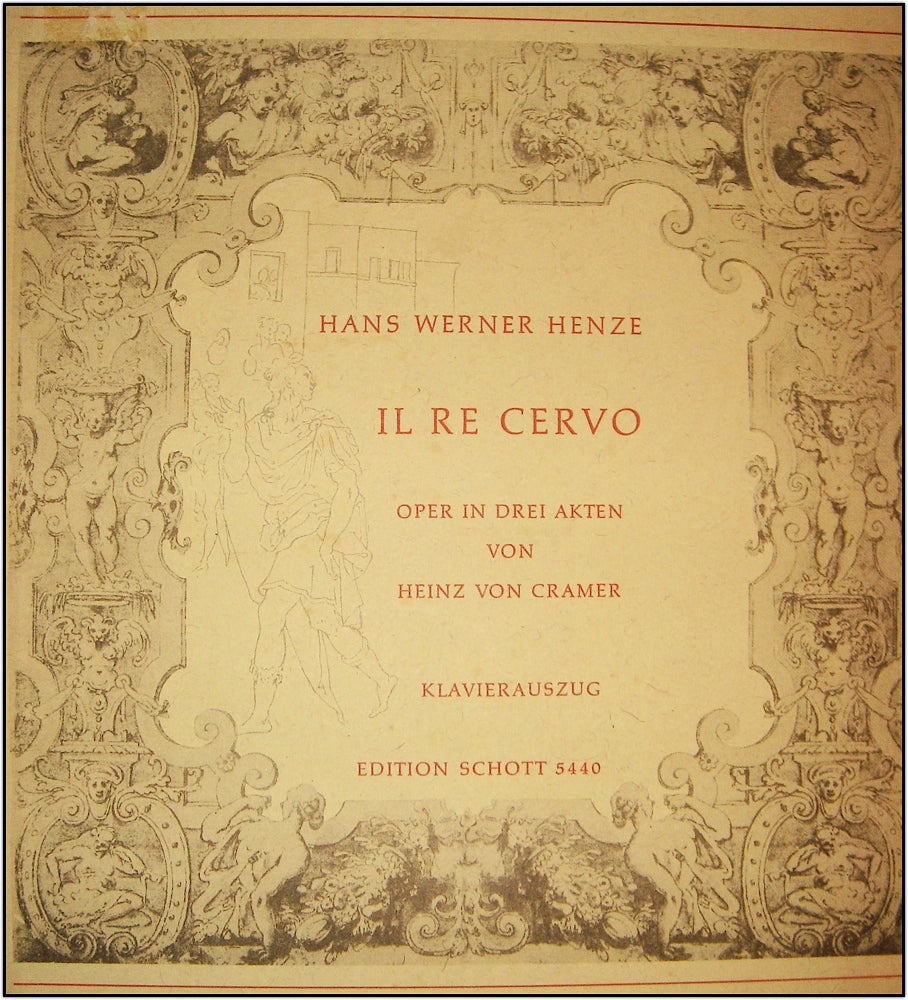 HANS WERNER HENZE
IL RE CERVO
OPER IN DREI AKTEN
VON
HEINZ VON CRAMER
KLAVIERAUSZUG
EDITION SCHOTT 5440